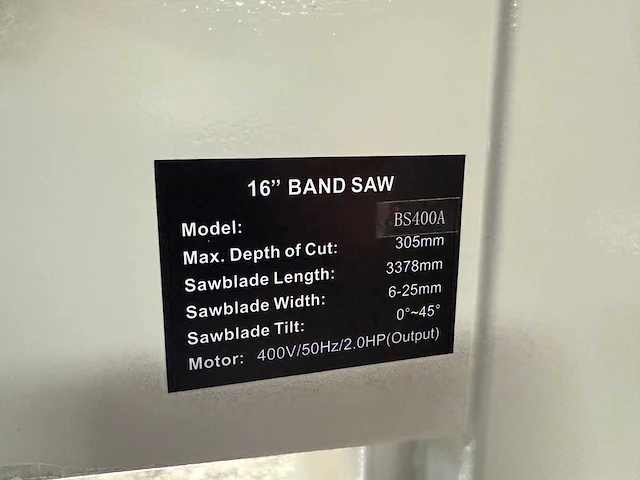 16” BAND SAW
Model: BS400A
Max. Depth of Cut: 305mm
Sawblade Length: 3378mm
Sawblade Width: 6-25mm
Sawblade Tilt: 0°~45°
Motor: 400V/50Hz/2.0HP(Output)